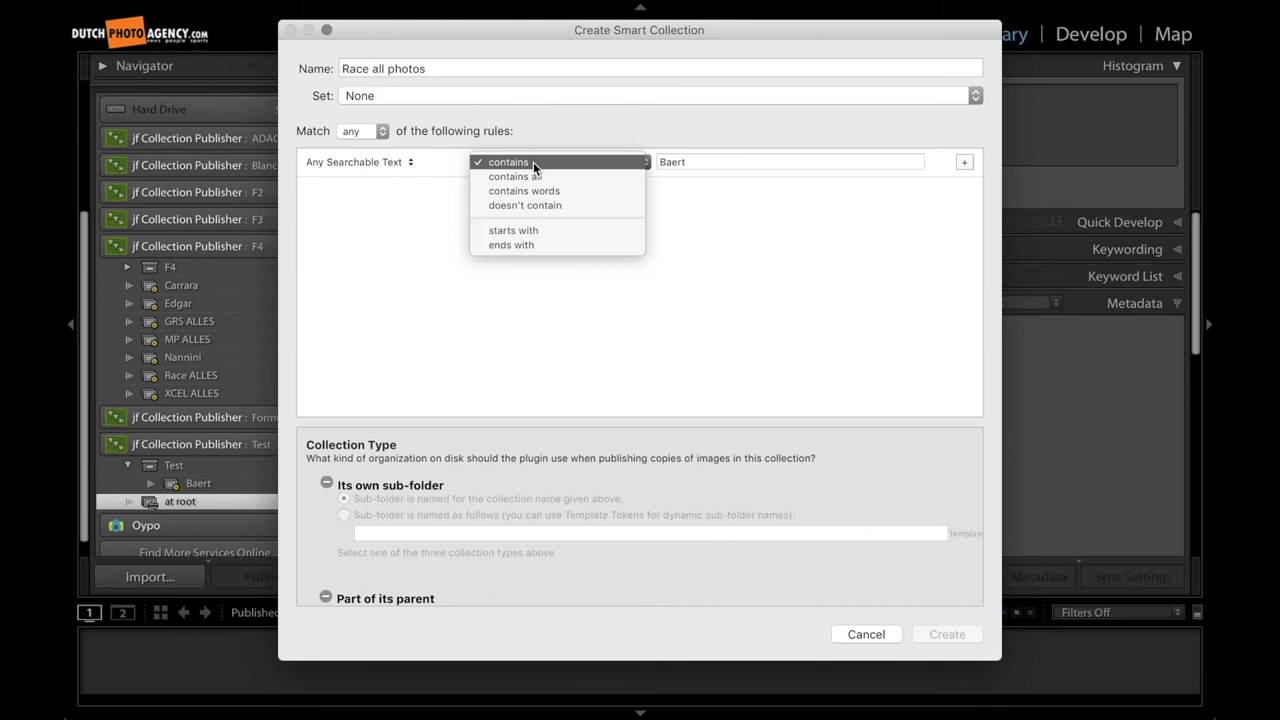 DUTCH PHOTO AGENCY.COM
news people sports
Create Smart Collection
Develop | Map
Navigator
Histogram
Name: Race all photos
Set: None
Match any of the following rules:
Any Searchable Text
contains
contains all
contains words
doesn't contain
starts with
ends with
Baert
+
Hard Drive
jf Collection Publisher : ADAC
jf Collection Publisher : Blanc
jf Collection Publisher : F2
jf Collection Publisher : F3
jf Collection Publisher : F4
F4
Carrara
Edgar
GRS ALLES
MP ALLES
Nannini
Race ALLES
XCEL ALLES
jf Collection Publisher : Form
jf Collection Publisher : Test
Test
Baert
at root
Oypo
Find More Services Online...
Import...
Quick Develop
Keywording
Keyword List
Metadata
Collection Type
What kind of organization on disk should the plugin use when publishing copies of images in this collection?
Its own sub-folder
Sub-folder is named for the collection name given above.
Sub-folder is named as follows (you can use Template Tokens for dynamic sub-folder names):
Template
Select one of the three collection types above
Part of its parent
Metadata
Sync Settings
Cancel
Create
1
2
Published
Filters Off